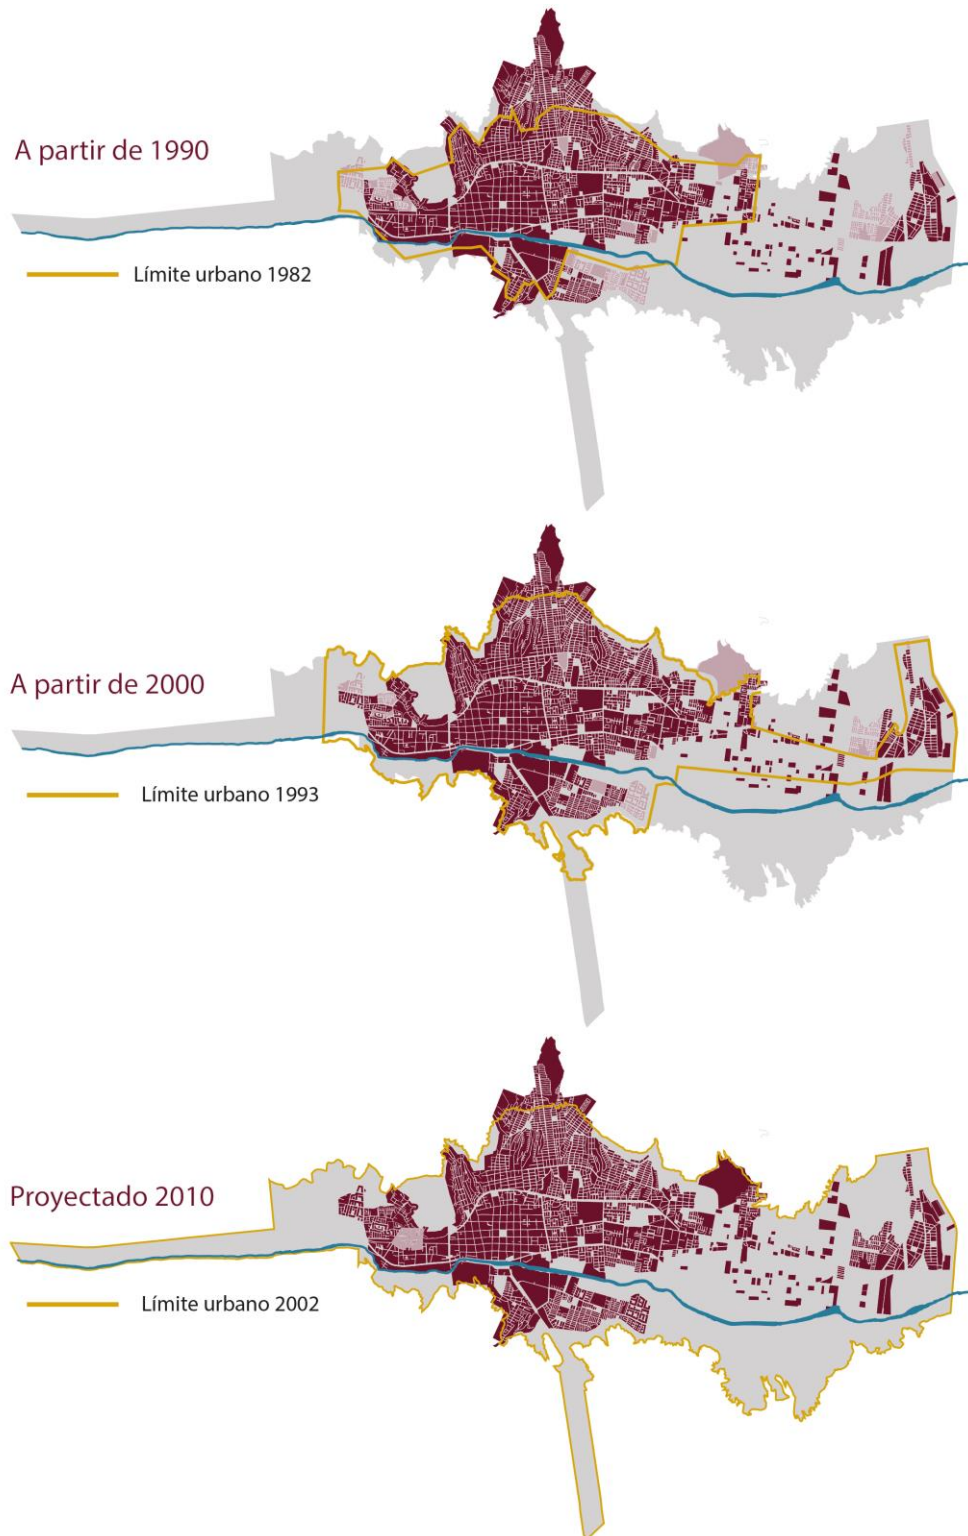 A partir de 1990
Límite urbano 1982
A partir de 2000
Límite urbano 1993
Proyectado 2010
Límite urbano 2002